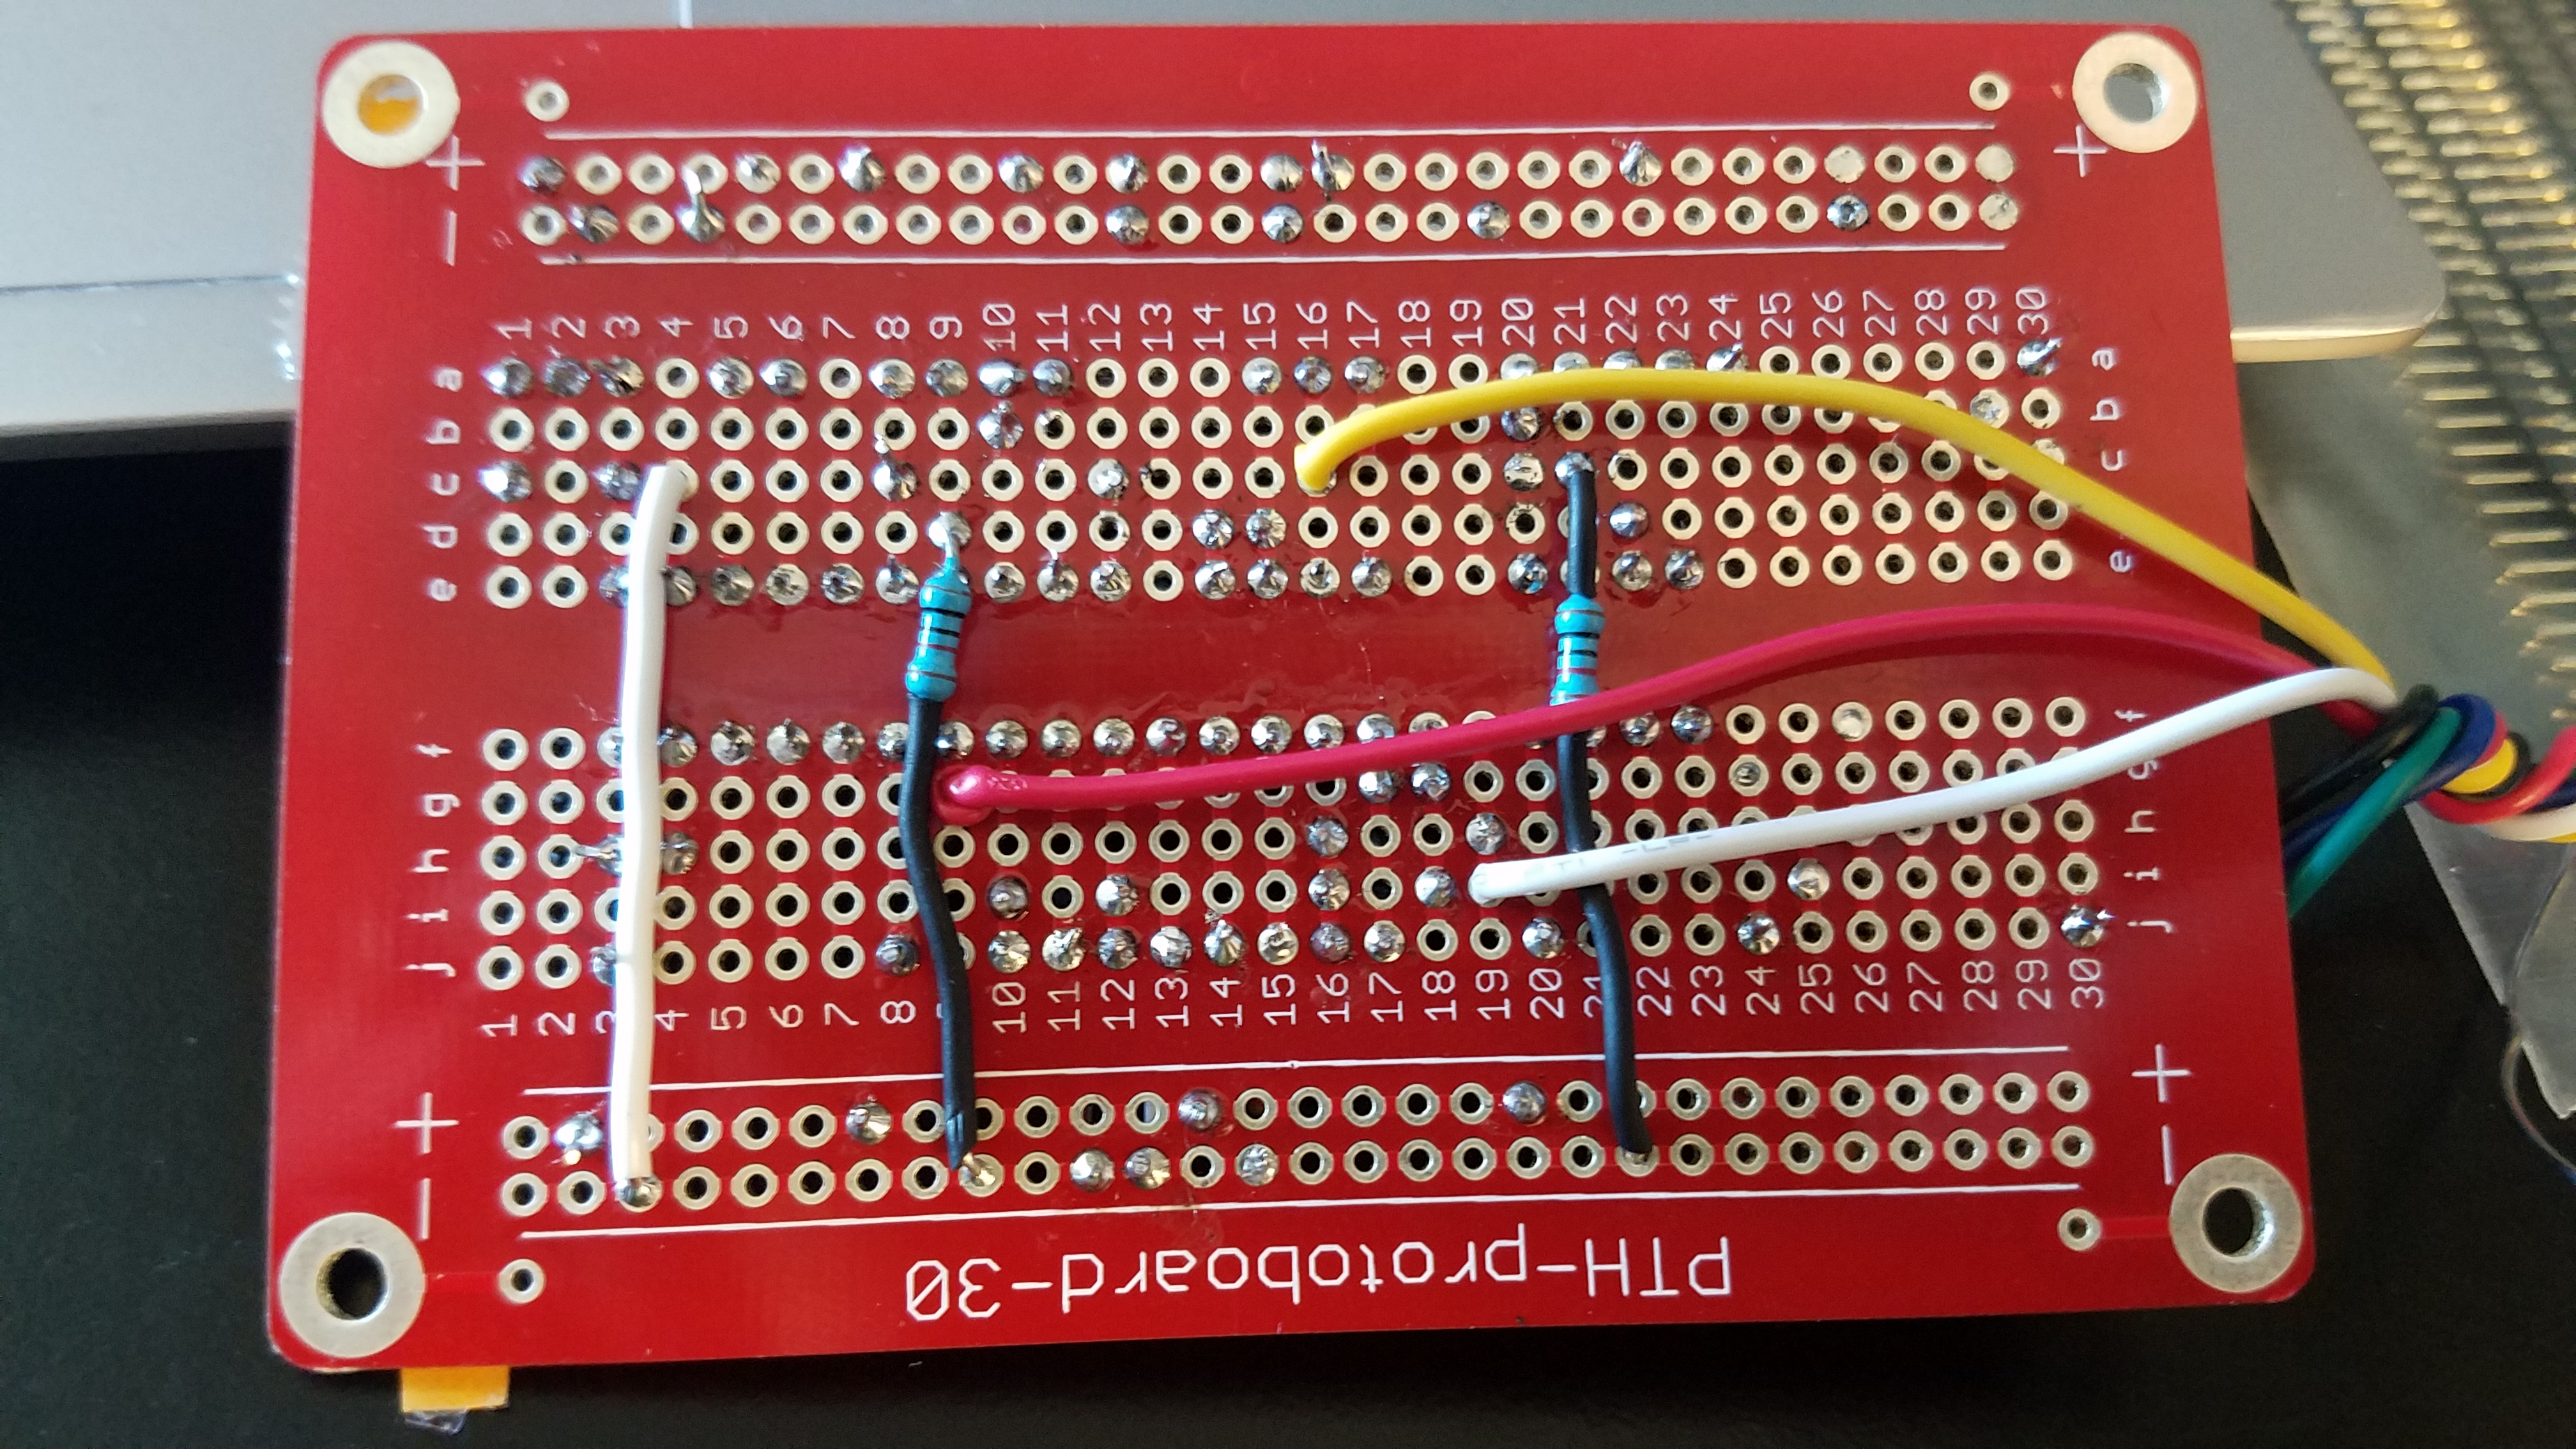 + +
-
1 2 3 4 5 6 7 8 9 10 11 12 13 14 15 16 17 18 19 20 21 22 23 24 25 26 27 28 29 30
a a
b b
c c
d
e e
f f
g g
h h
i i
j j
1 2 3 4 5 6 7 8 10 11 12 13 14 15 16 17 18 19 20 21 22 23 24 25 26 27 28 29 30
+ +
- -
PTH-protoboard-30